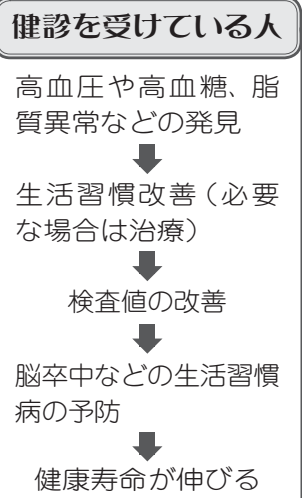 健診を受けている人
高血圧や高血糖、脂
質異常などの発見
生活習慣改善（必要
な場合は治療）
検査値の改善
脳卒中などの生活習慣
病の予防
健康寿命が伸びる